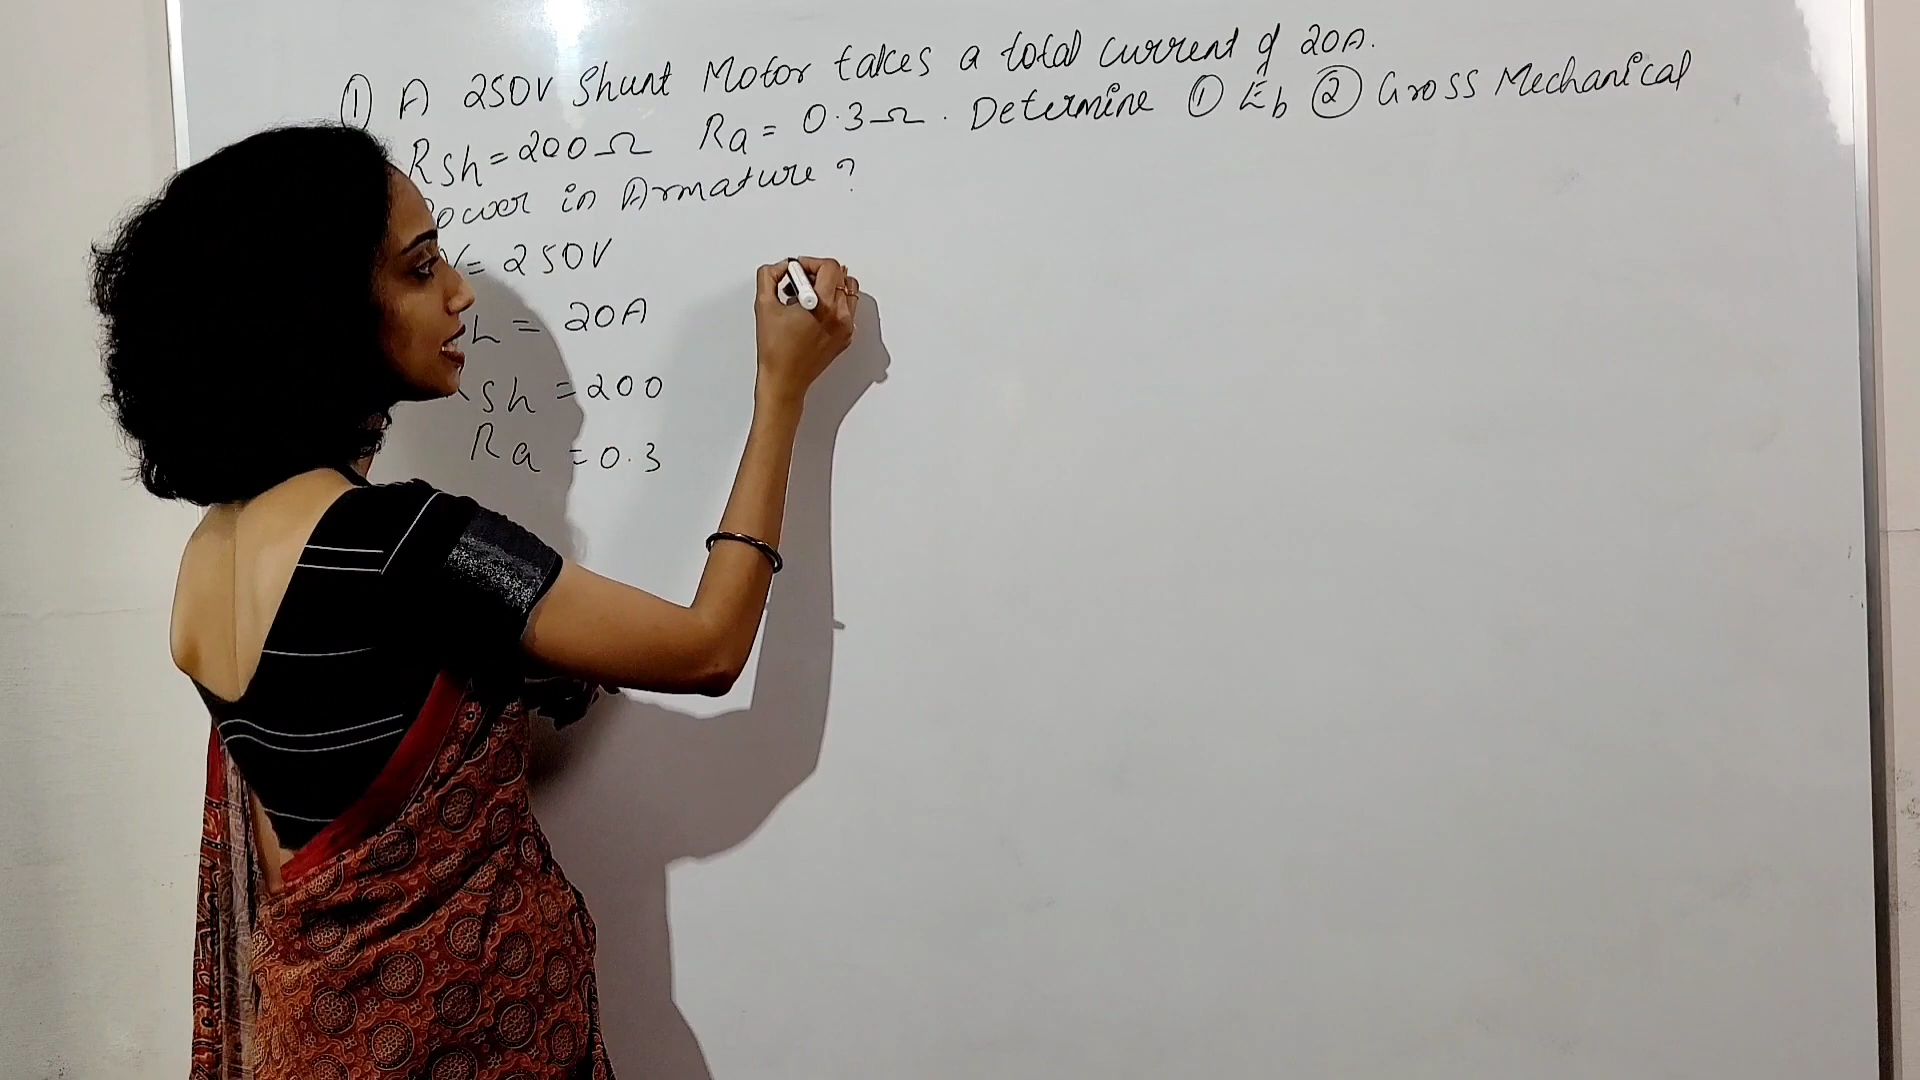 ① A 250V Shunt Motor takes a total current of 20A.
Rsh = 200Ω Ra = 0.3Ω. Determine ① Eb ② Gross Mechanical
Power in Armature?
V = 250V
L = 20A
Rsh = 200
Ra = 0.3